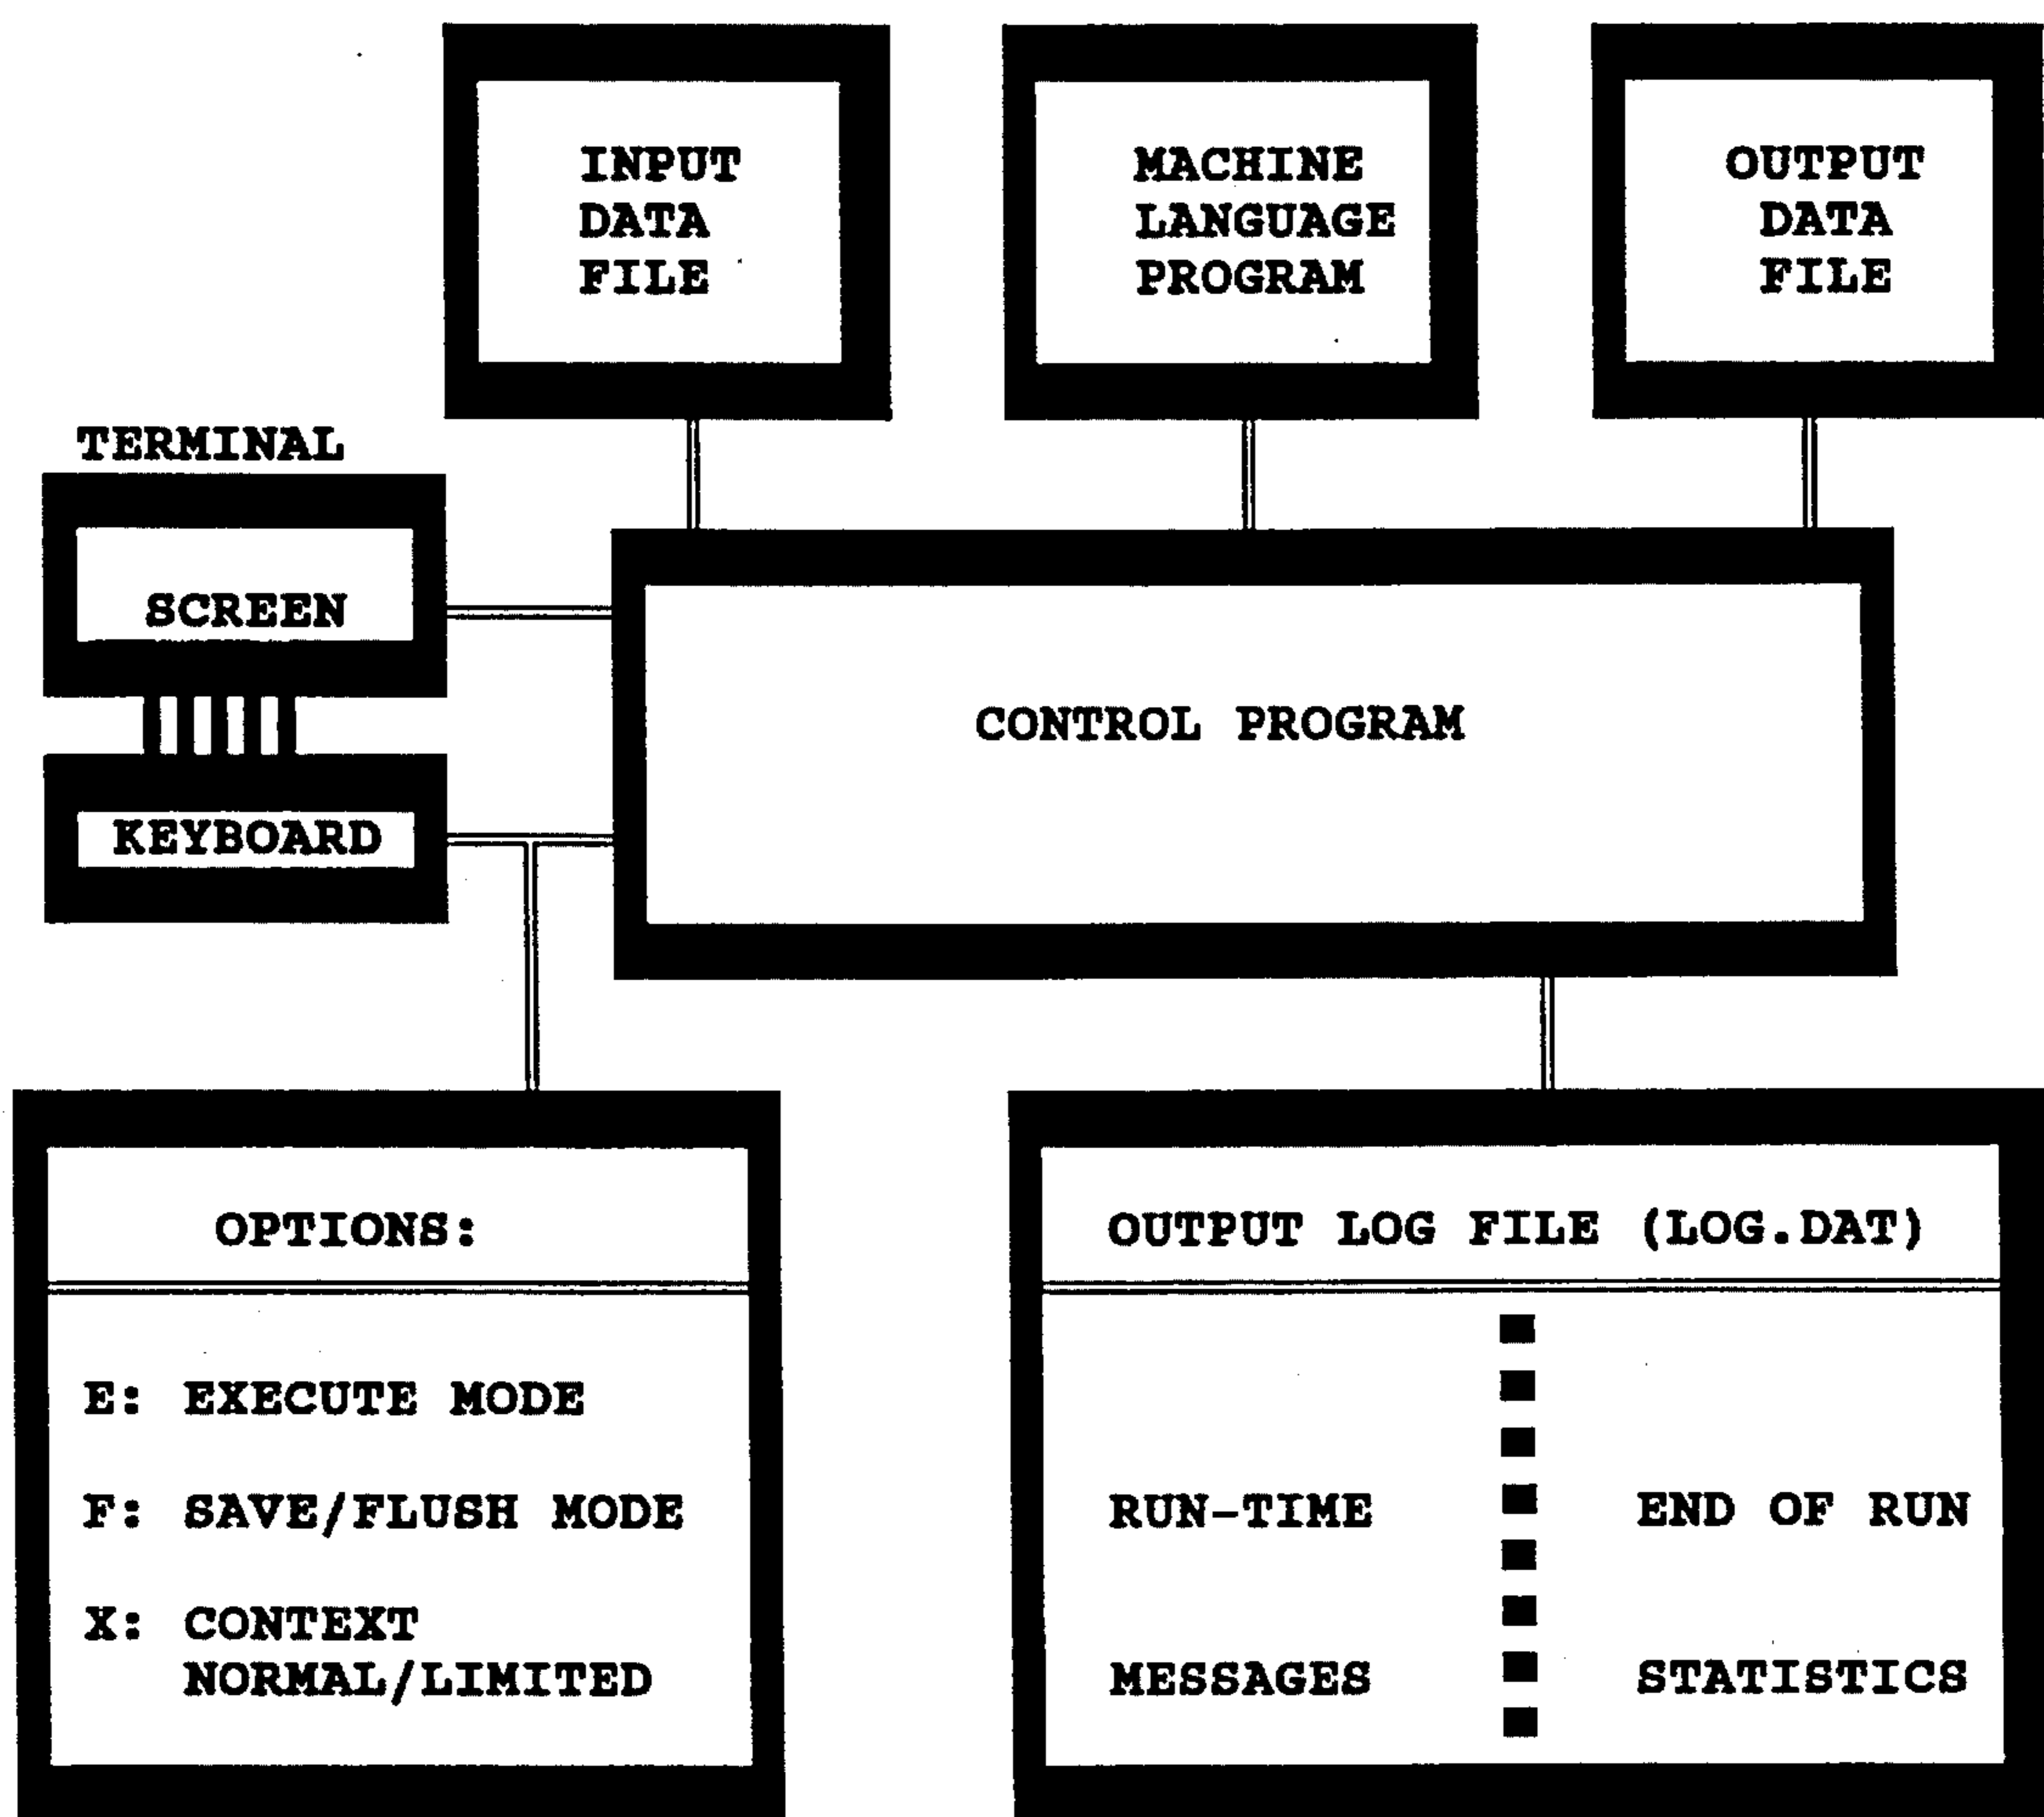 INPUT
DATA
FILE
MACHINE
LANGUAGE
PROGRAM
OUTPUT
DATA
FILE
TERMINAL
SCREEN
KEYBOARD
CONTROL PROGRAM
OPTIONS:
E: EXECUTE MODE
F: SAVE/FLUSH MODE
X: CONTEXT
NORMAL/LIMITED
OUTPUT LOG FILE (LOG.DAT)
RUN-TIME
MESSAGES
END OF RUN
STATISTICS